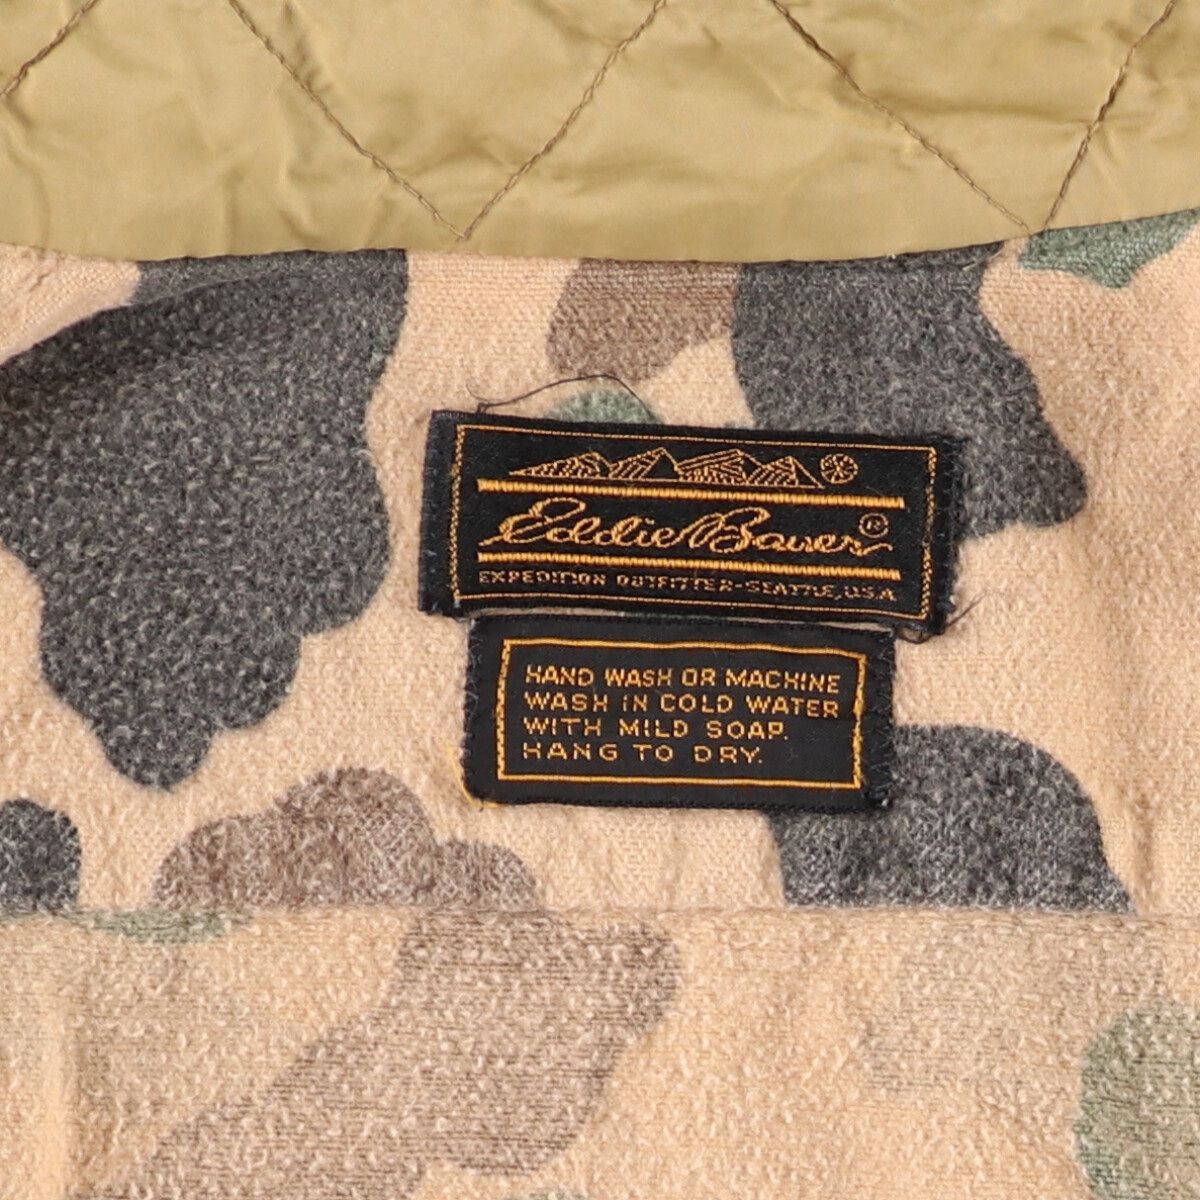 Eddie Bauer ®
EXPEDITION OUTFITTER-SEATTLE, USA
HAND WASH OR MACHINE
WASH IN COLD WATER
WITH MILD SOAP.
HANG TO DRY.